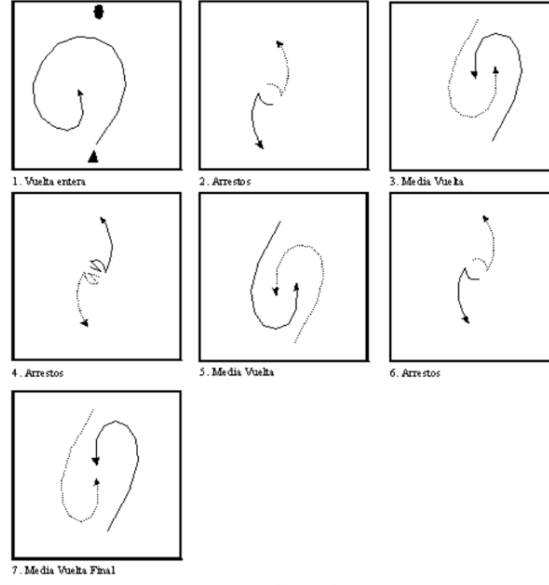 1. Vuelta entera
2. Arrestos
3. Media Vuelta
4. Arrestos
5. Media Vuelta
6. Arrestos
7. Media Vuelta Final